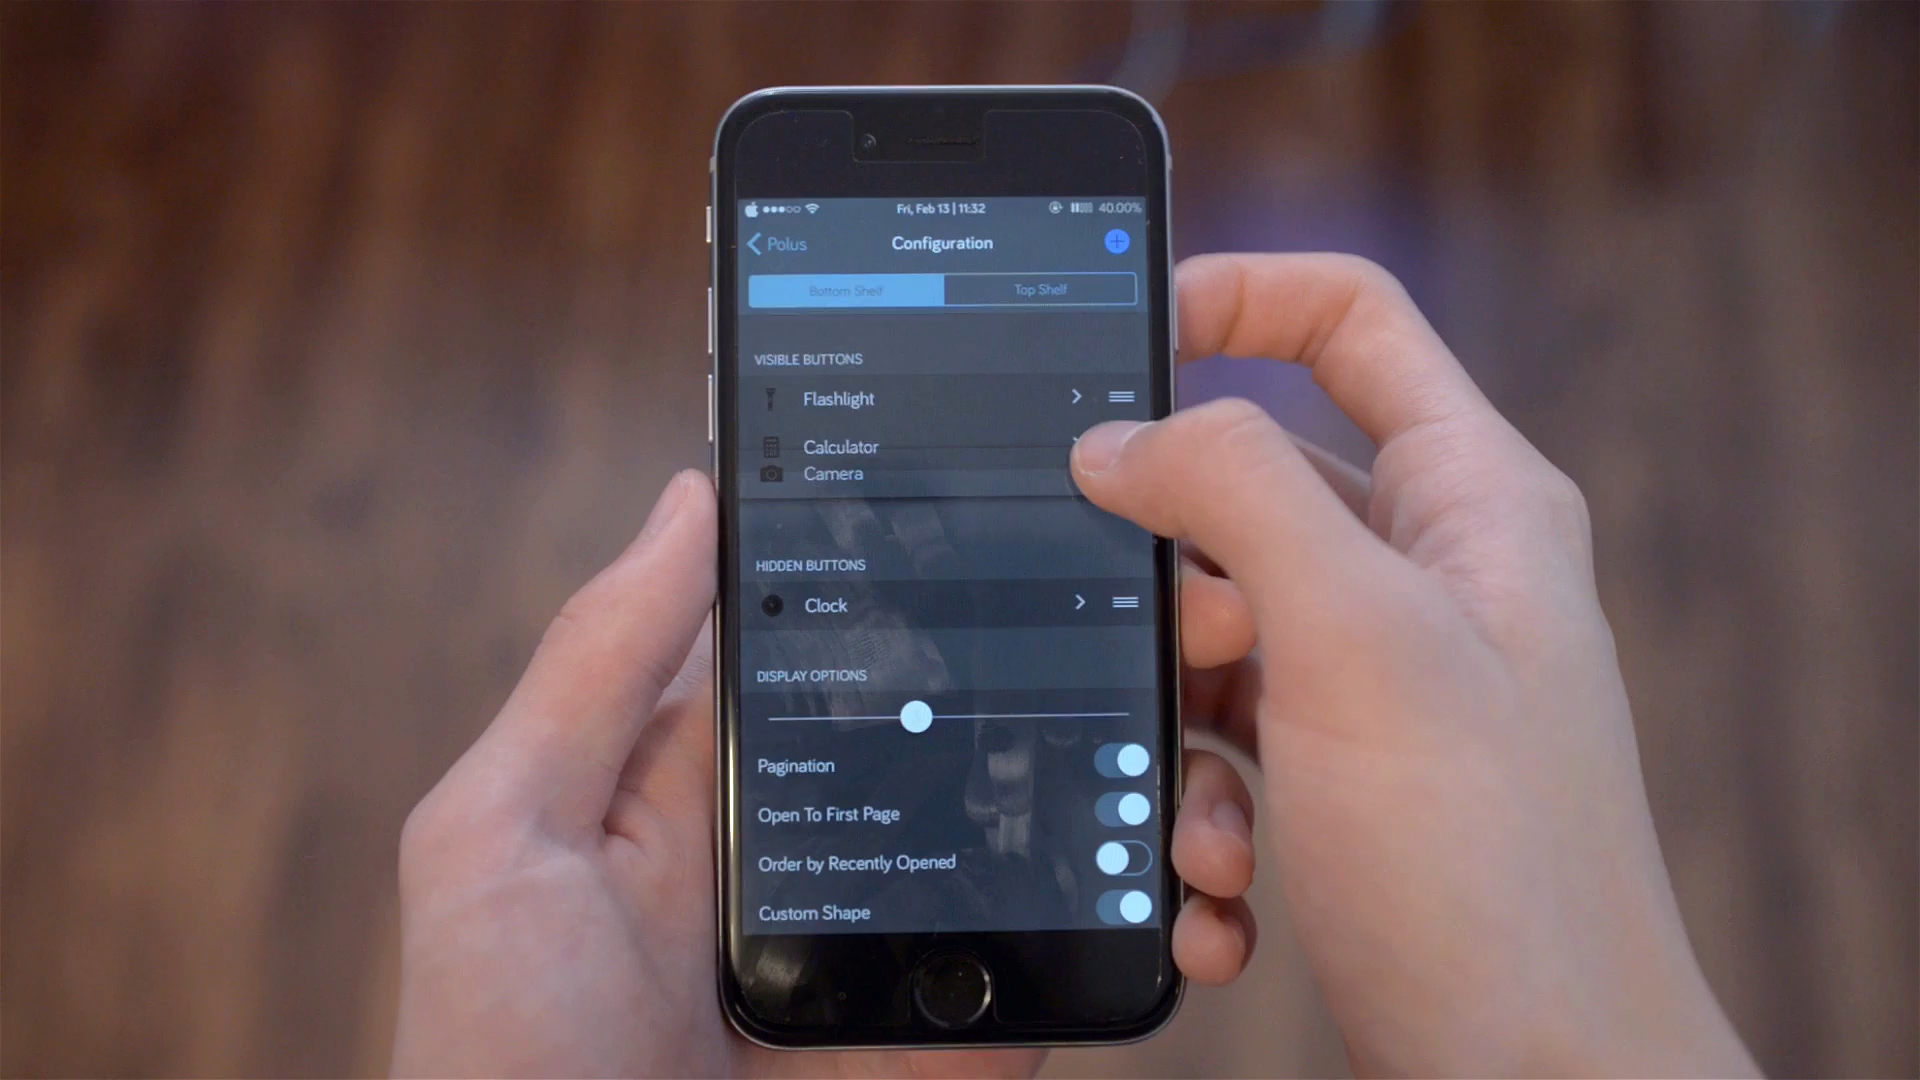 Fri, Feb 13 | 11:32 40.00%
Polus Configuration
Bottom Shelf Top Shelf
VISIBLE BUTTONS
Flashlight
Calculator
Camera
HIDDEN BUTTONS
Clock
DISPLAY OPTIONS
3
Pagination
Open To First Page
Order by Recently Opened
Custom Shape